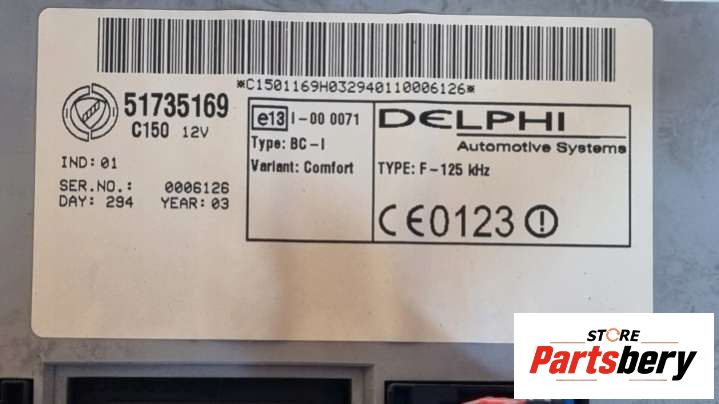 *C1501169H032940110006126*
51735169
C150 12V
IND: 01
SER.NO.: 0006126
DAY: 294 YEAR: 03
e13 I-00 0071
Type: BC-I
Variant: Comfort
DELPHI
Automotive Systems
TYPE: F-125 kHz
CE0123
STORE
Partsbery